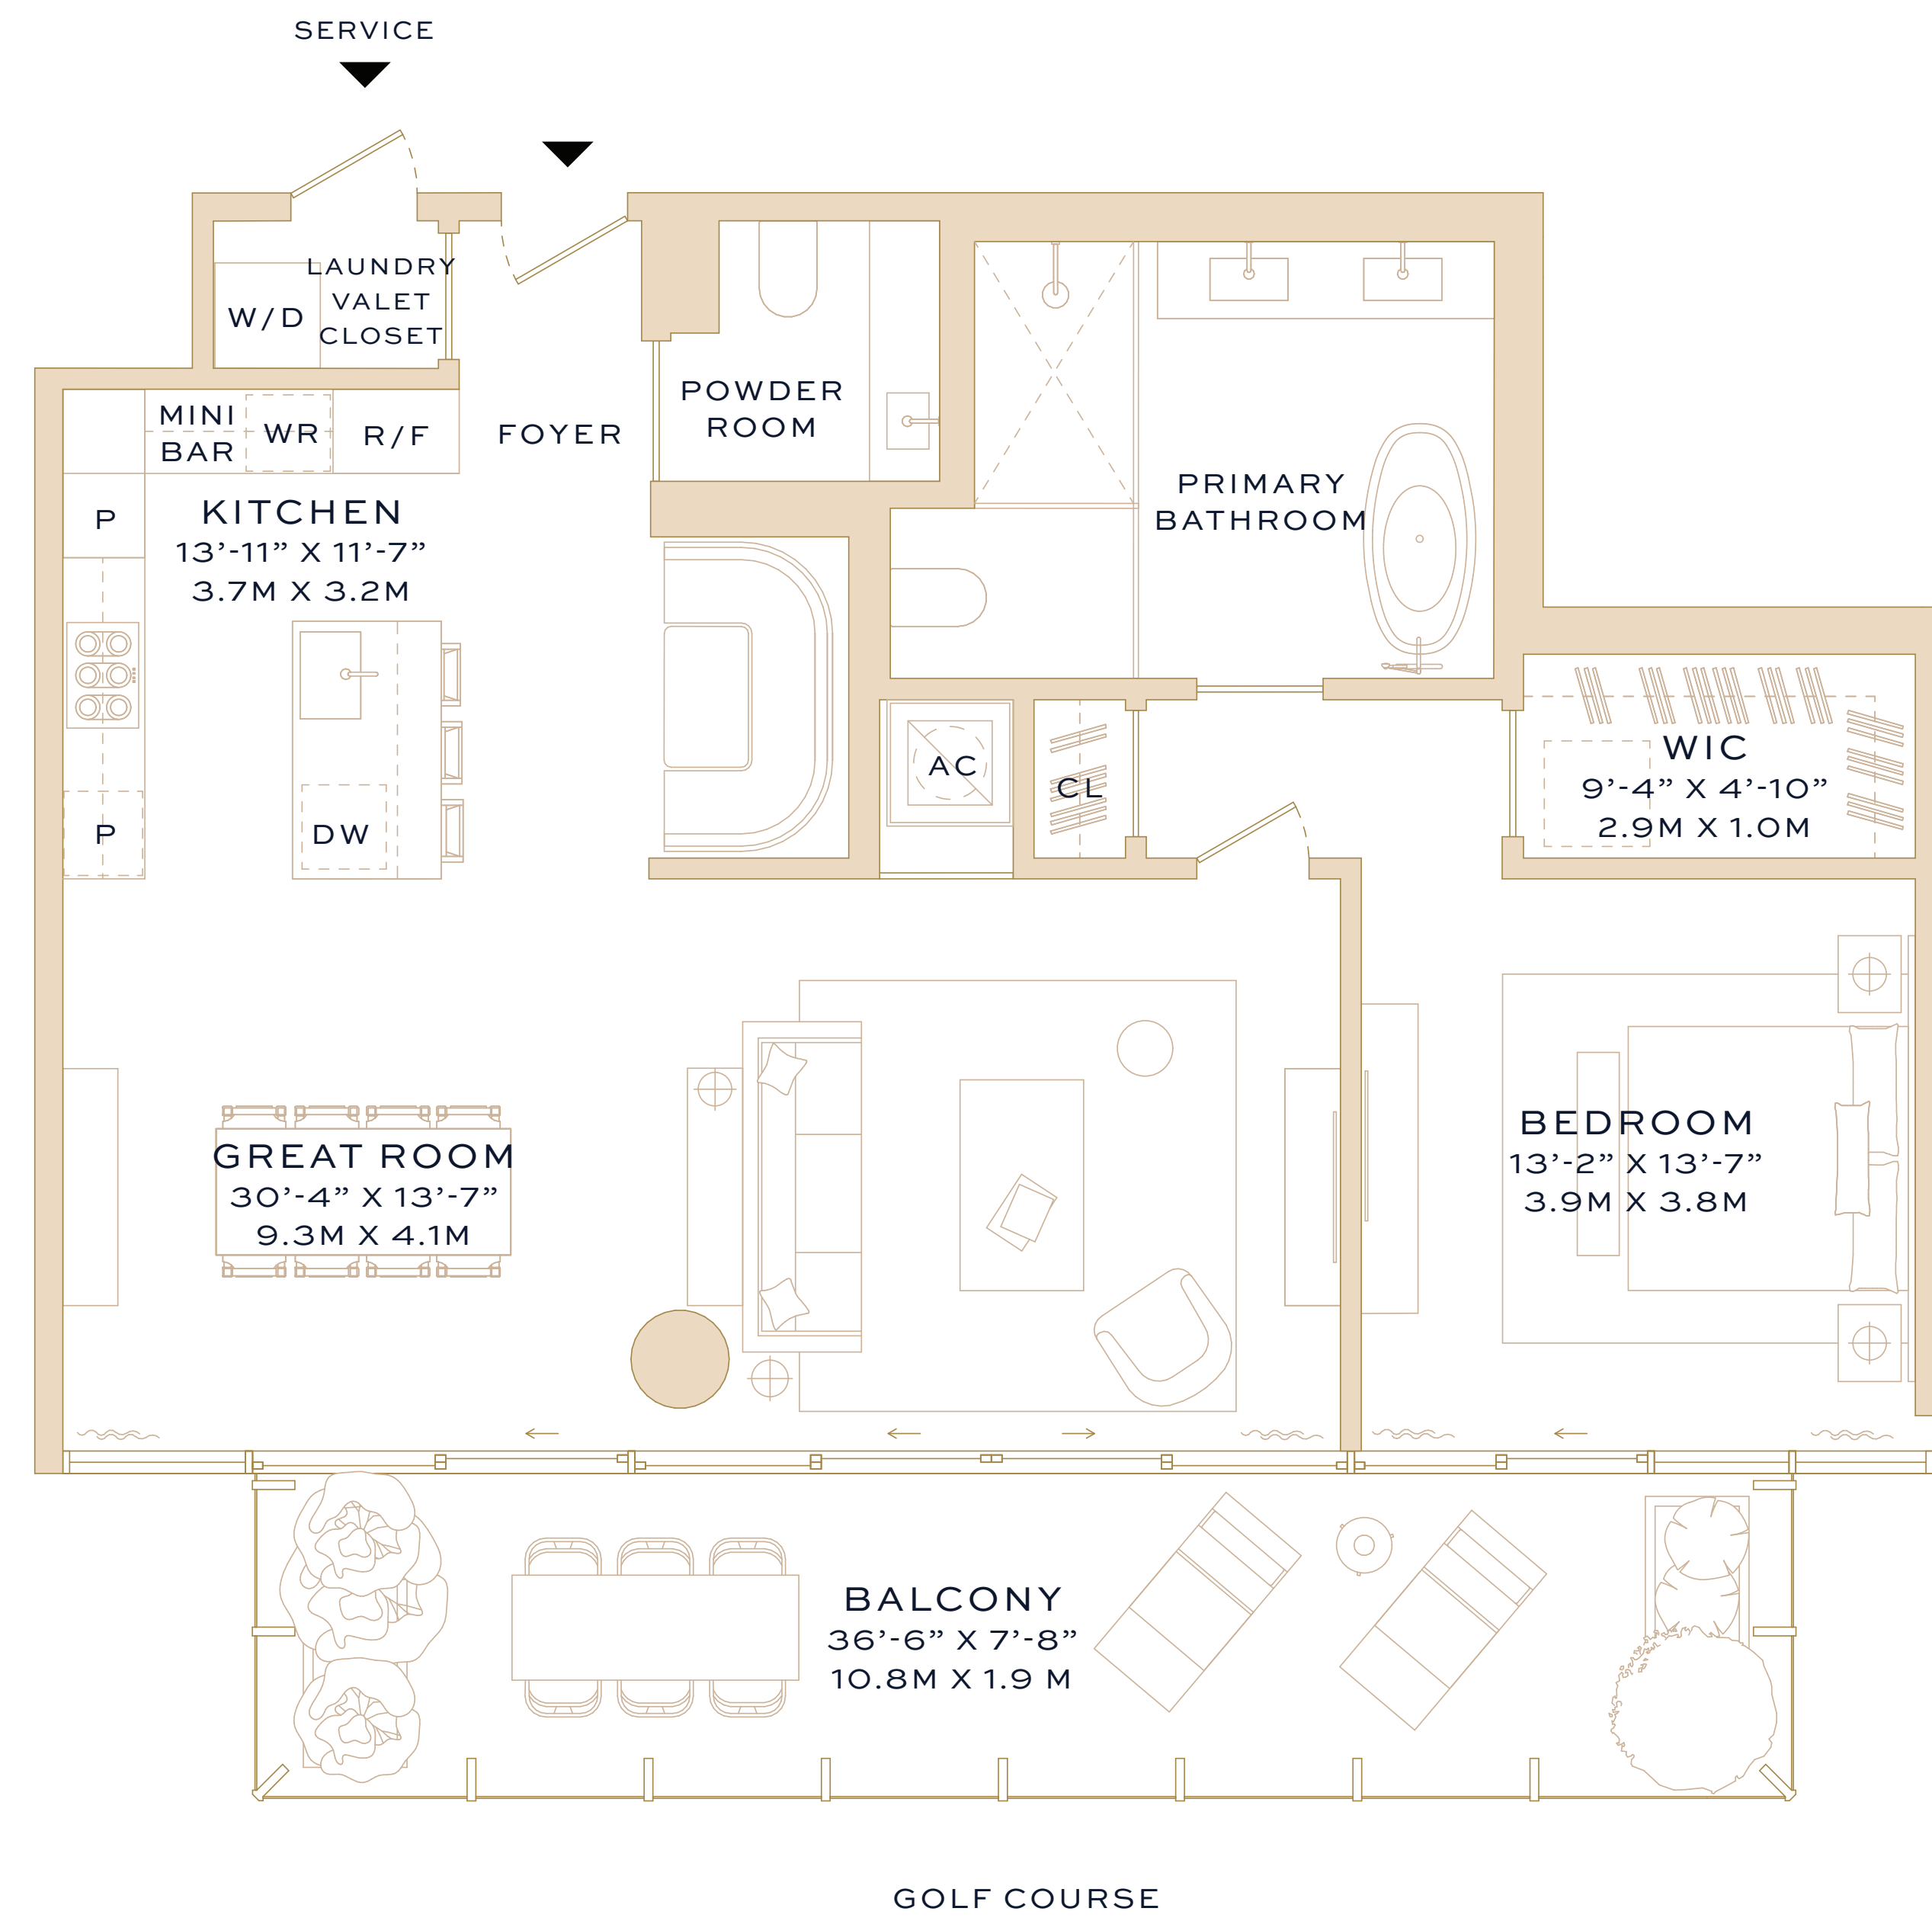 SERVICE
LAUNDRY
VALET
CLOSET
W/D
MINI
BAR
WR
R/F
FOYER
POWDER
ROOM
P
KITCHEN
13’-11” X 11’-7”
3.7M X 3.2M
PRIMARY
BATHROOM
P
DW
AC
CL
WIC
9’-4” X 4’-10”
2.9M X 1.0M
GREAT ROOM
30’-4” X 13’-7”
9.3M X 4.1M
BEDROOM
13’-2” X 13’-7”
3.9M X 3.8M
BALCONY
36’-6” X 7’-8”
10.8M X 1.9 M
GOLF COURSE